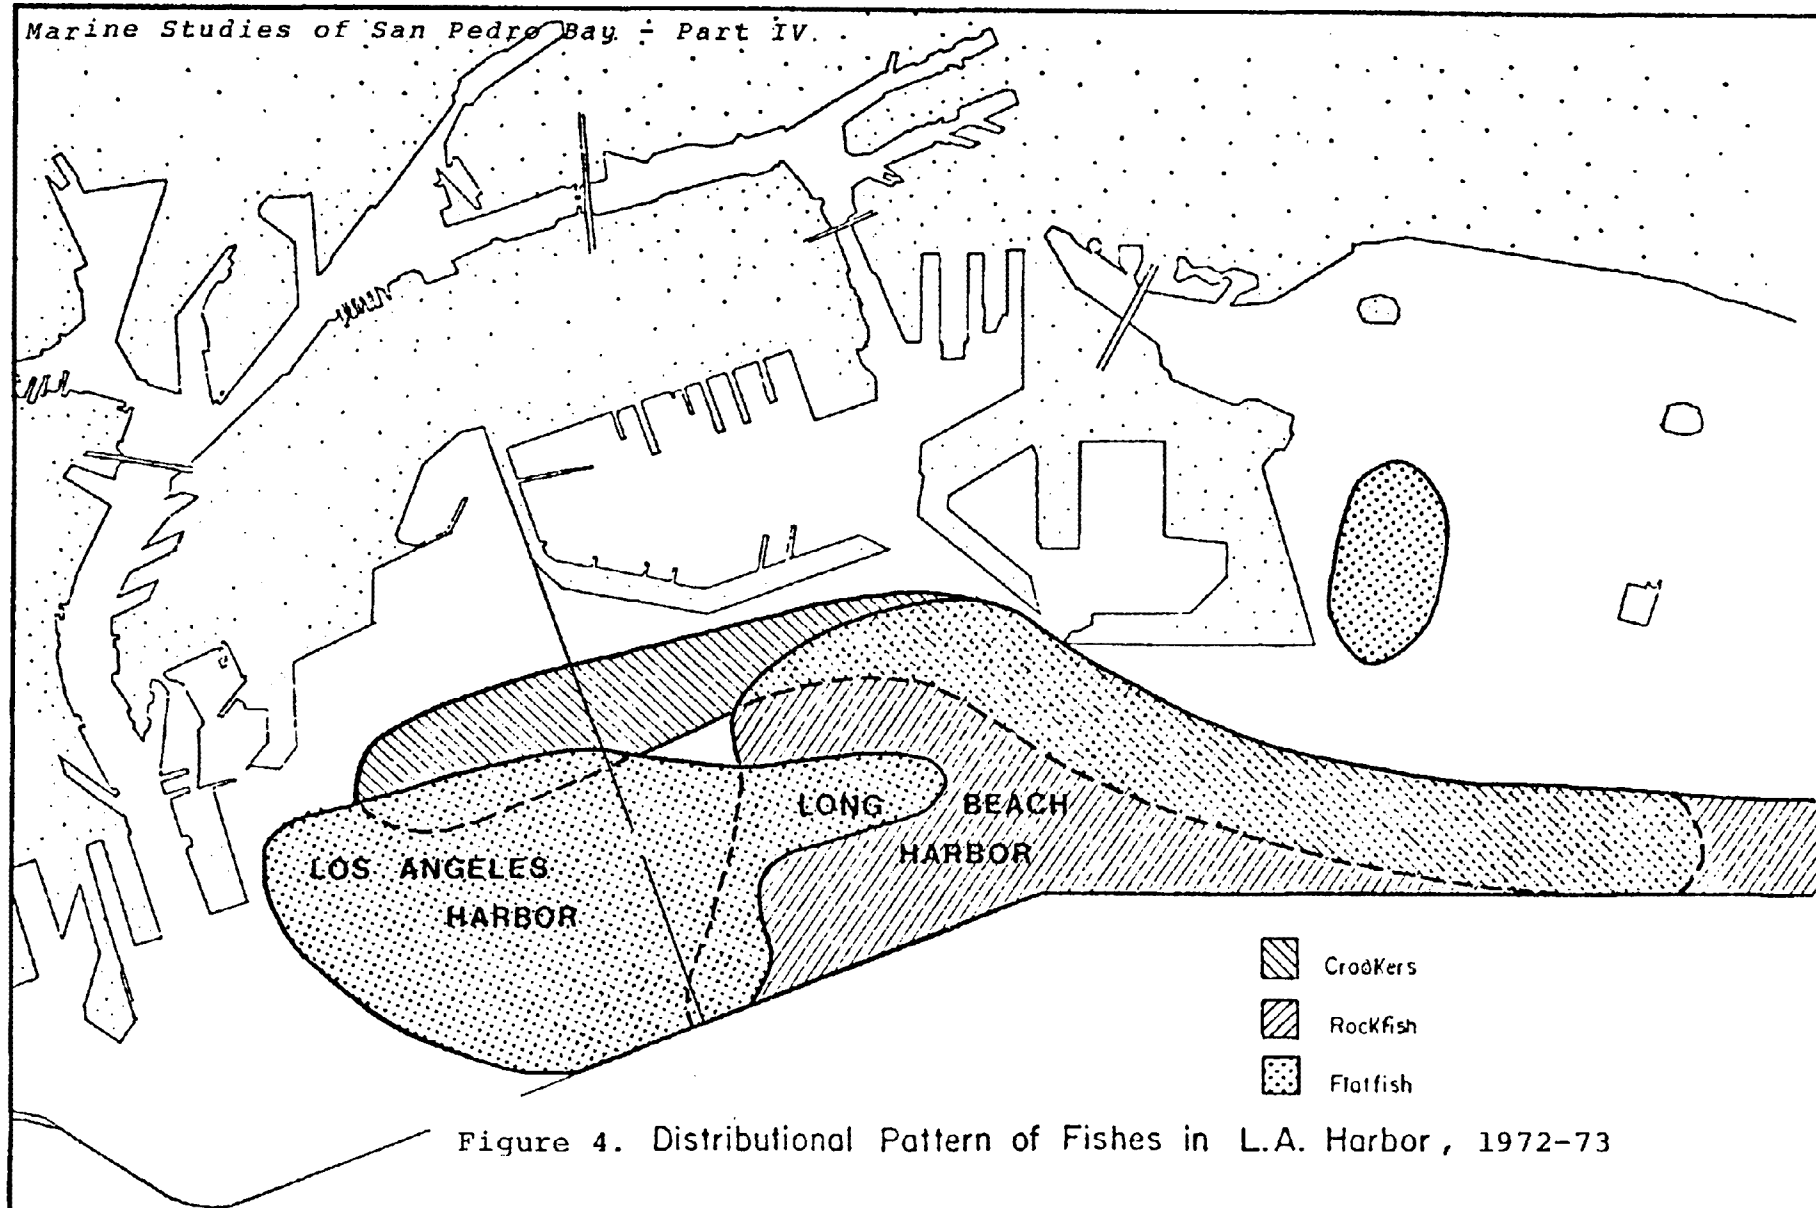 Marine Studies of San Pedro Bay - Part IV
LONG BEACH
HARBOR
LOS ANGELES
HARBOR
Croakers
Rockfish
Flatfish
Figure 4. Distributional Pattern of Fishes in L.A. Harbor, 1972-73